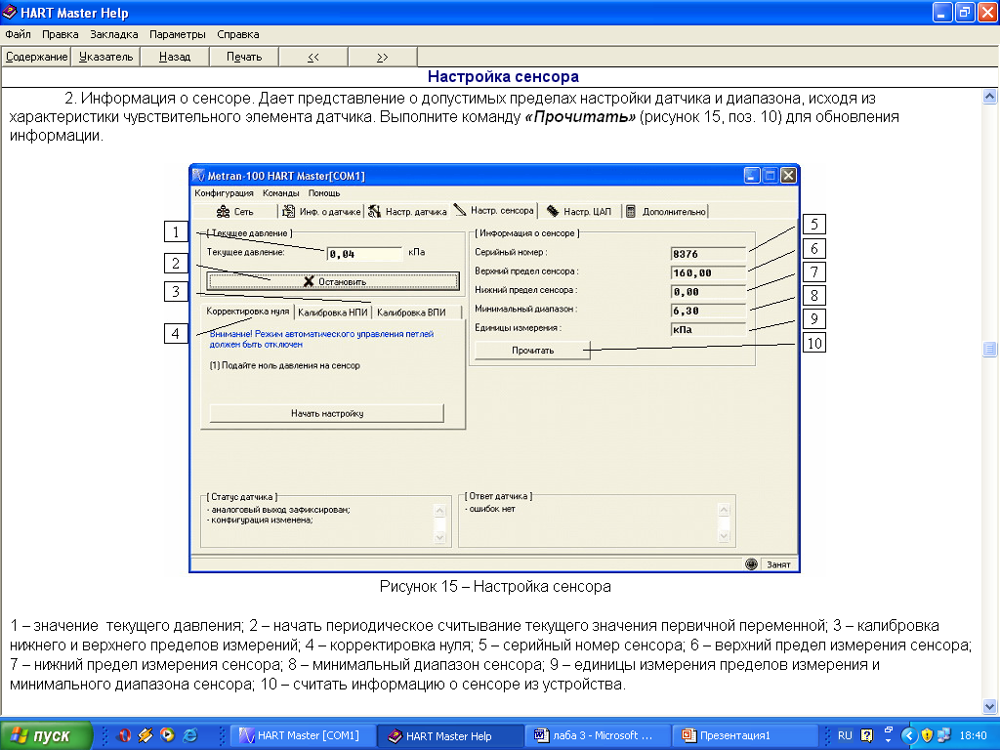 HART Master Help
Файл Правка Закладка Параметры Справка
Содержание Указатель Назад Печать << >>
Настройка сенсора
2. Информация о сенсоре. Дает представление о допустимых пределах настройки датчика и диапазона, исходя из
характеристики чувствительного элемента датчика. Выполните команду «Прочитать» (рисунок 15, поз. 10) для обновления
информации.
Metran-100 HART Master[COM1]
Конфигурация Команды Помощь
Сеть Инф. о датчике Настр. датчика Настр. сенсора Настр. ЦАП Дополнительно
[ Текущее давление ]
Текущее давление: 0,04 кПа
Остановить
Корректировка нуля Калибровка НПИ Калибровка ВПИ
Внимание! Режим автоматического управления петлей
должен быть отключен
(1) Подайте ноль давления на сенсор
Начать настройку
[ Информация о сенсоре ]
Серийный номер : 8376
Верхний предел сенсора : 160,00
Нижний предел сенсора : 0,00
Минимальный диапазон : 6,30
Единицы измерения : кПа
Прочитать
1
2
3
4
5
6
7
8
9
10
[ Статус датчика ]
- аналоговый выход зафиксирован;
- конфигурация изменена;
[ Ответ датчика ]
- ошибок нет
Занят
Рисунок 15 – Настройка сенсора
1 – значение текущего давления; 2 – начать периодическое считывание текущего значения первичной переменной; 3 – калибровка
нижнего и верхнего пределов измерений; 4 – корректировка нуля; 5 – серийный номер сенсора; 6 – верхний предел измерения сенсора;
7 – нижний предел измерения сенсора; 8 – минимальный диапазон сенсора; 9 – единицы измерения пределов измерения и
минимального диапазона сенсора; 10 – считать информацию о сенсоре из устройства.
пуск HART Master [COM1] HART Master Help лаба 3 - Microsoft ... Презентация1 RU 18:40